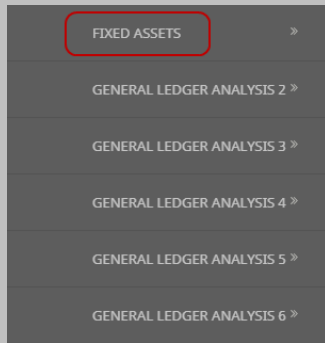 FIXED ASSETS »
GENERAL LEDGER ANALYSIS 2 »
GENERAL LEDGER ANALYSIS 3 »
GENERAL LEDGER ANALYSIS 4 »
GENERAL LEDGER ANALYSIS 5 »
GENERAL LEDGER ANALYSIS 6 »